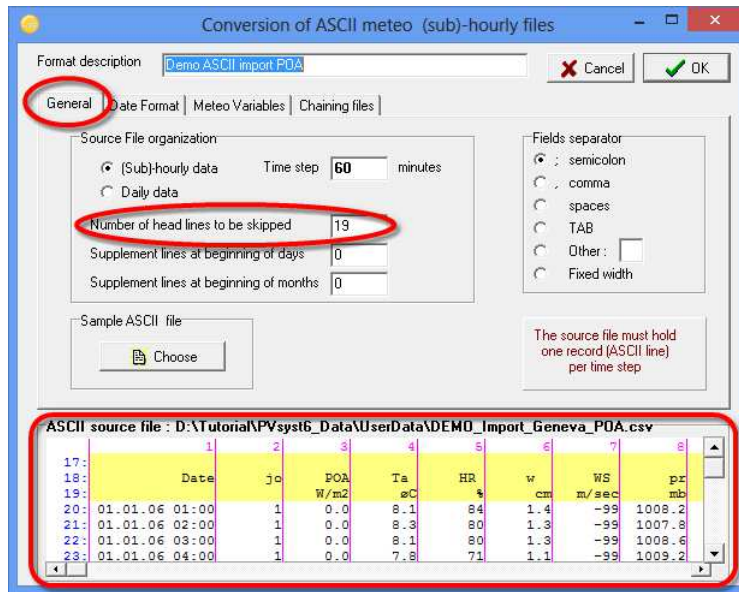 Conversion of ASCII meteo (sub)-hourly files
Format description Demo ASCII import POA Cancel OK
General Date Format Meteo Variables Chaining files
Source File organization
(Sub)-hourly data Time step 60 minutes
Daily data
Number of head lines to be skipped 19
Supplement lines at beginning of days 0
Supplement lines at beginning of months 0
Fields separator
; semicolon
, comma
spaces
TAB
Other :
Fixed width
Sample ASCII file
Choose
The source file must hold
one record (ASCII line)
per time step
ASCII source file : D:\Tutorial\PVsyst6_Data\UserData\DEMO_Import_Geneva_POA.csv
1 2 3 4 5 6 7 8
17:
18: Date jo POA Ta HR w WS pr
19: W/m2 øC % cm m/sec mb
20: 01.01.06 01:00 1 0.0 8.1 84 1.4 -99 1008.2
21: 01.01.06 02:00 1 0.0 8.3 80 1.3 -99 1007.8
22: 01.01.06 03:00 1 0.0 8.1 80 1.3 -99 1008.6
23: 01.01.06 04:00 1 0.0 7.8 71 1.1 -99 1009.2